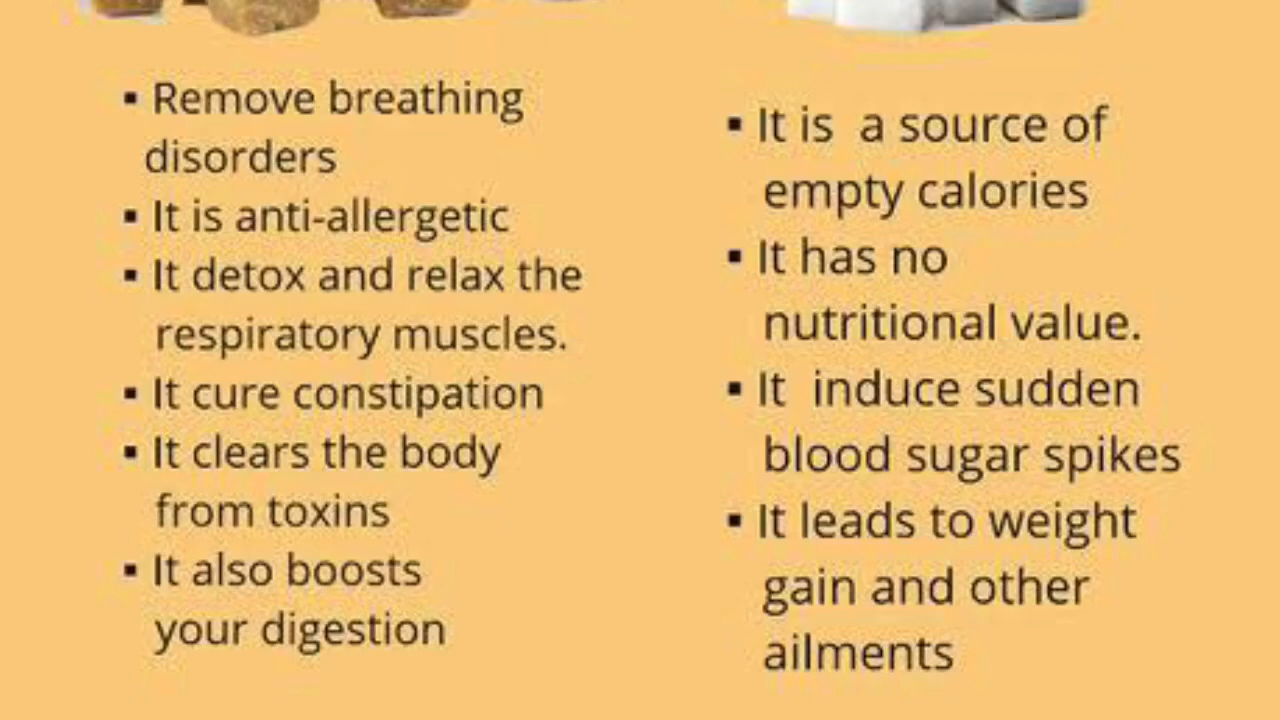 ▪ Remove breathing
disorders
▪ It is anti-allergetic
▪ It detox and relax the
respiratory muscles.
▪ It cure constipation
▪ It clears the body
from toxins
▪ It also boosts
your digestion
▪ It is  a source of
empty calories
▪ It has no
nutritional value.
▪ It  induce sudden
blood sugar spikes
▪ It leads to weight
gain and other
ailments